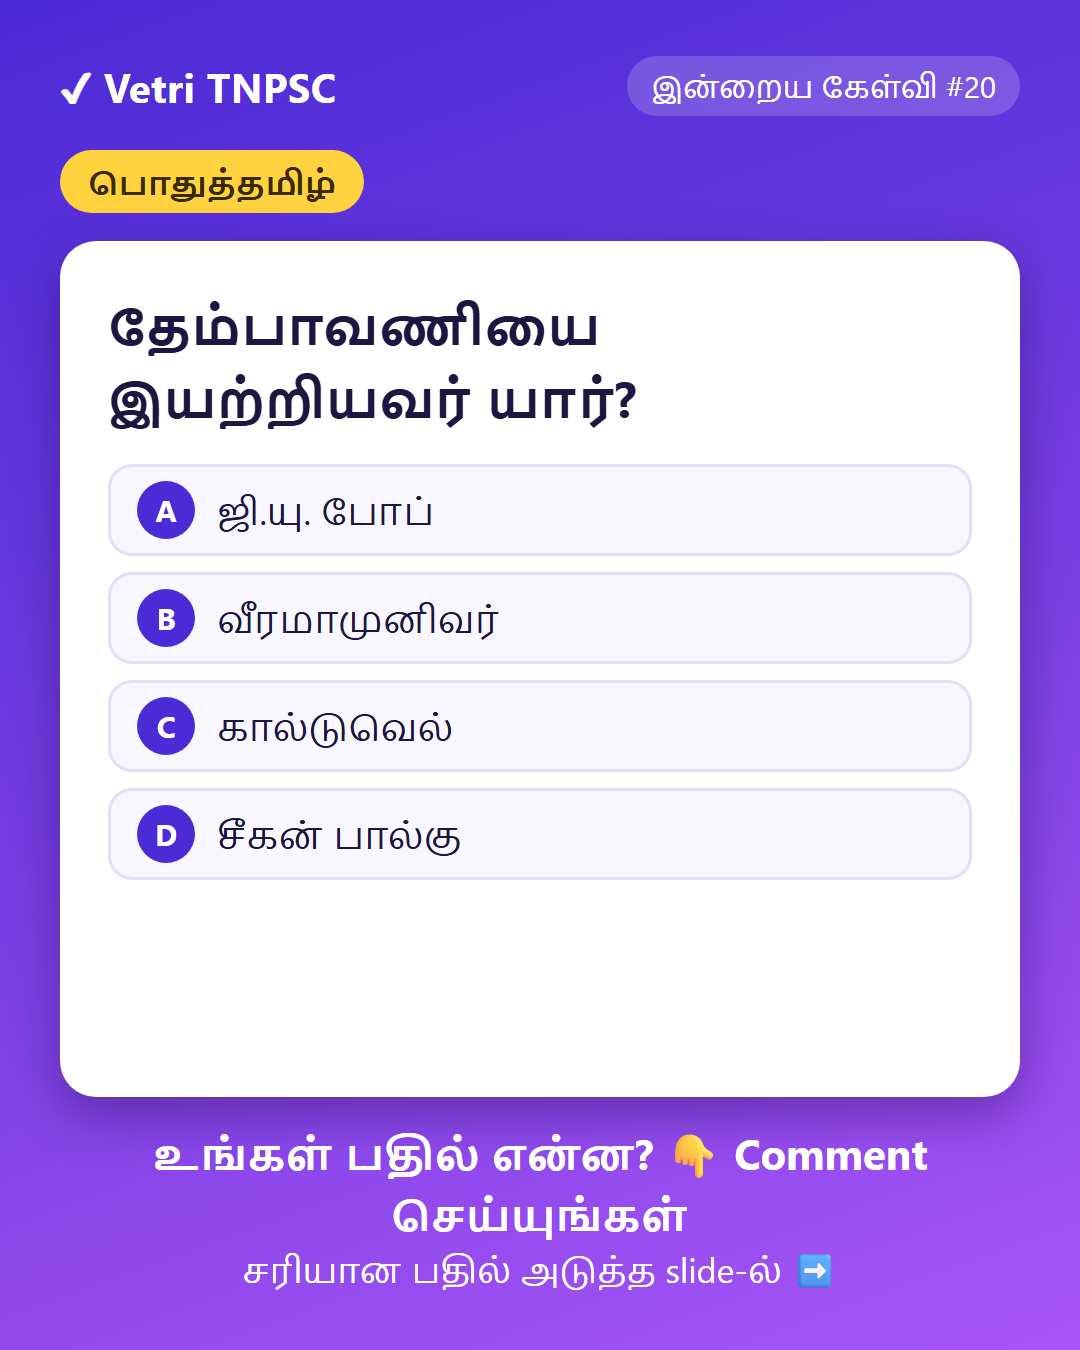 ✔ Vetri TNPSC
இன்றைய கேள்வி #20
பொதுத்தமிழ்
தேம்பாவணியை
இயற்றியவர் யார்?
A ஜி.யு. போப்
B வீரமாமுனிவர்
C கால்டுவெல்
D சீகன் பால்கு
உங்கள் பதில் என்ன? 👇 Comment
செய்யுங்கள்
சரியான பதில் அடுத்த slide-ல் ➡️